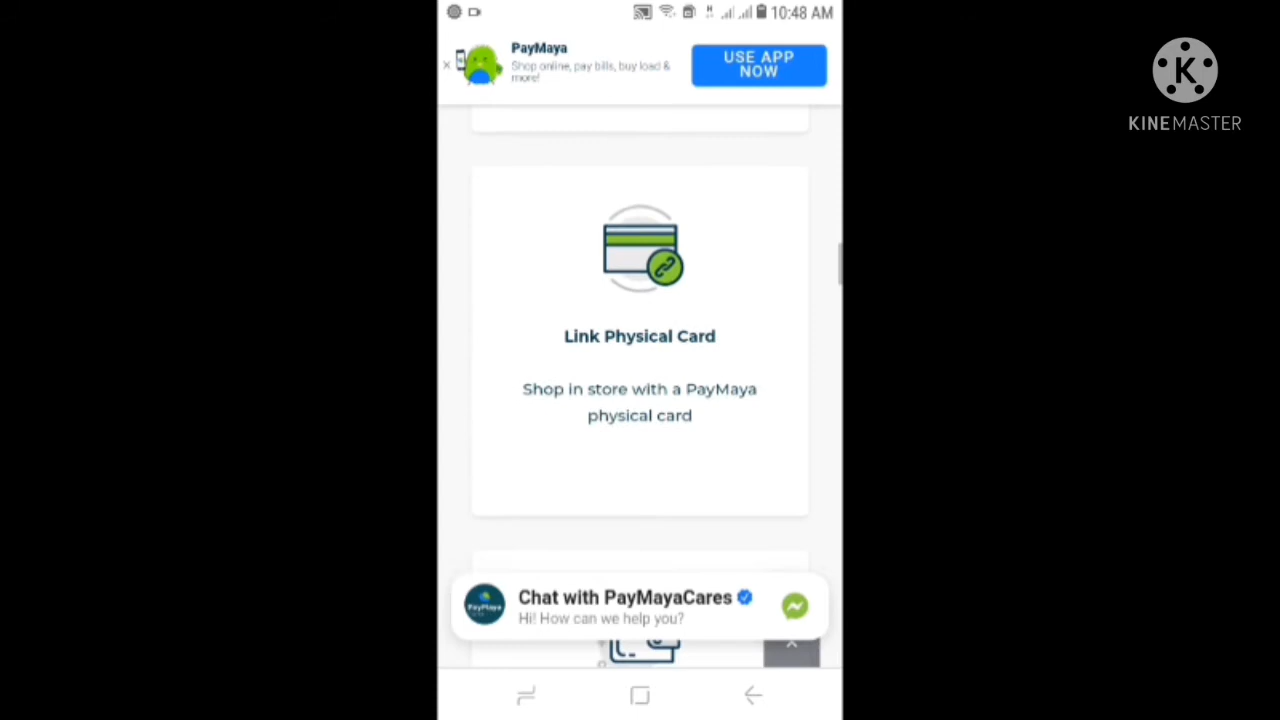 10:48 AM
PayMaya
Shop online, pay bills, buy load &
more!
USE APP
NOW
K
KINEMASTER
Link Physical Card
Shop in store with a PayMaya
physical card
PayMaya
Chat with PayMayaCares
Hi! How can we help you?